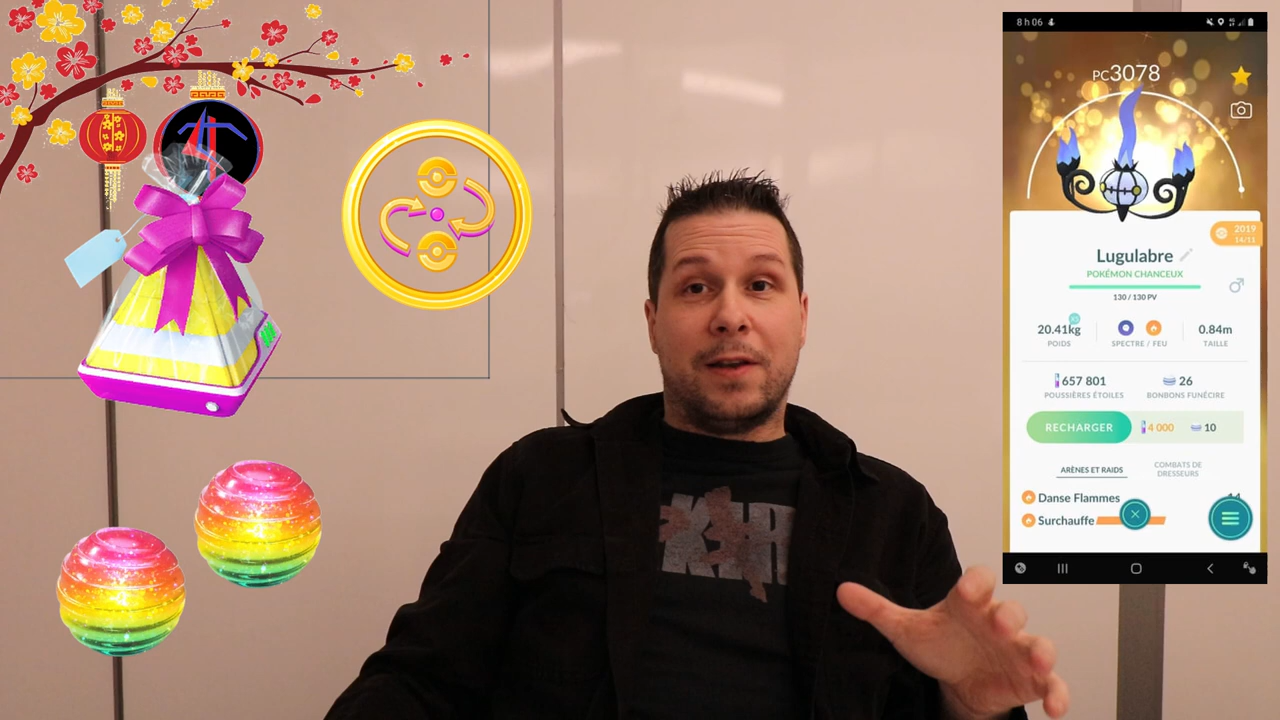 8 h 06
PC3078
2019
14/11
Lugulabre
POKÉMON CHANCEUX
130 / 130 PV
20.41kg
POIDS
SPECTRE / FEU
0.84m
TAILLE
657 801
POUSSIÈRES ÉTOILES
26
BONBONS FUNÉCIRE
RECHARGER
4 000
10
ARÈNES ET RAIDS
COMBATS DE
DRESSEURS
Danse Flammes
Surchauffe